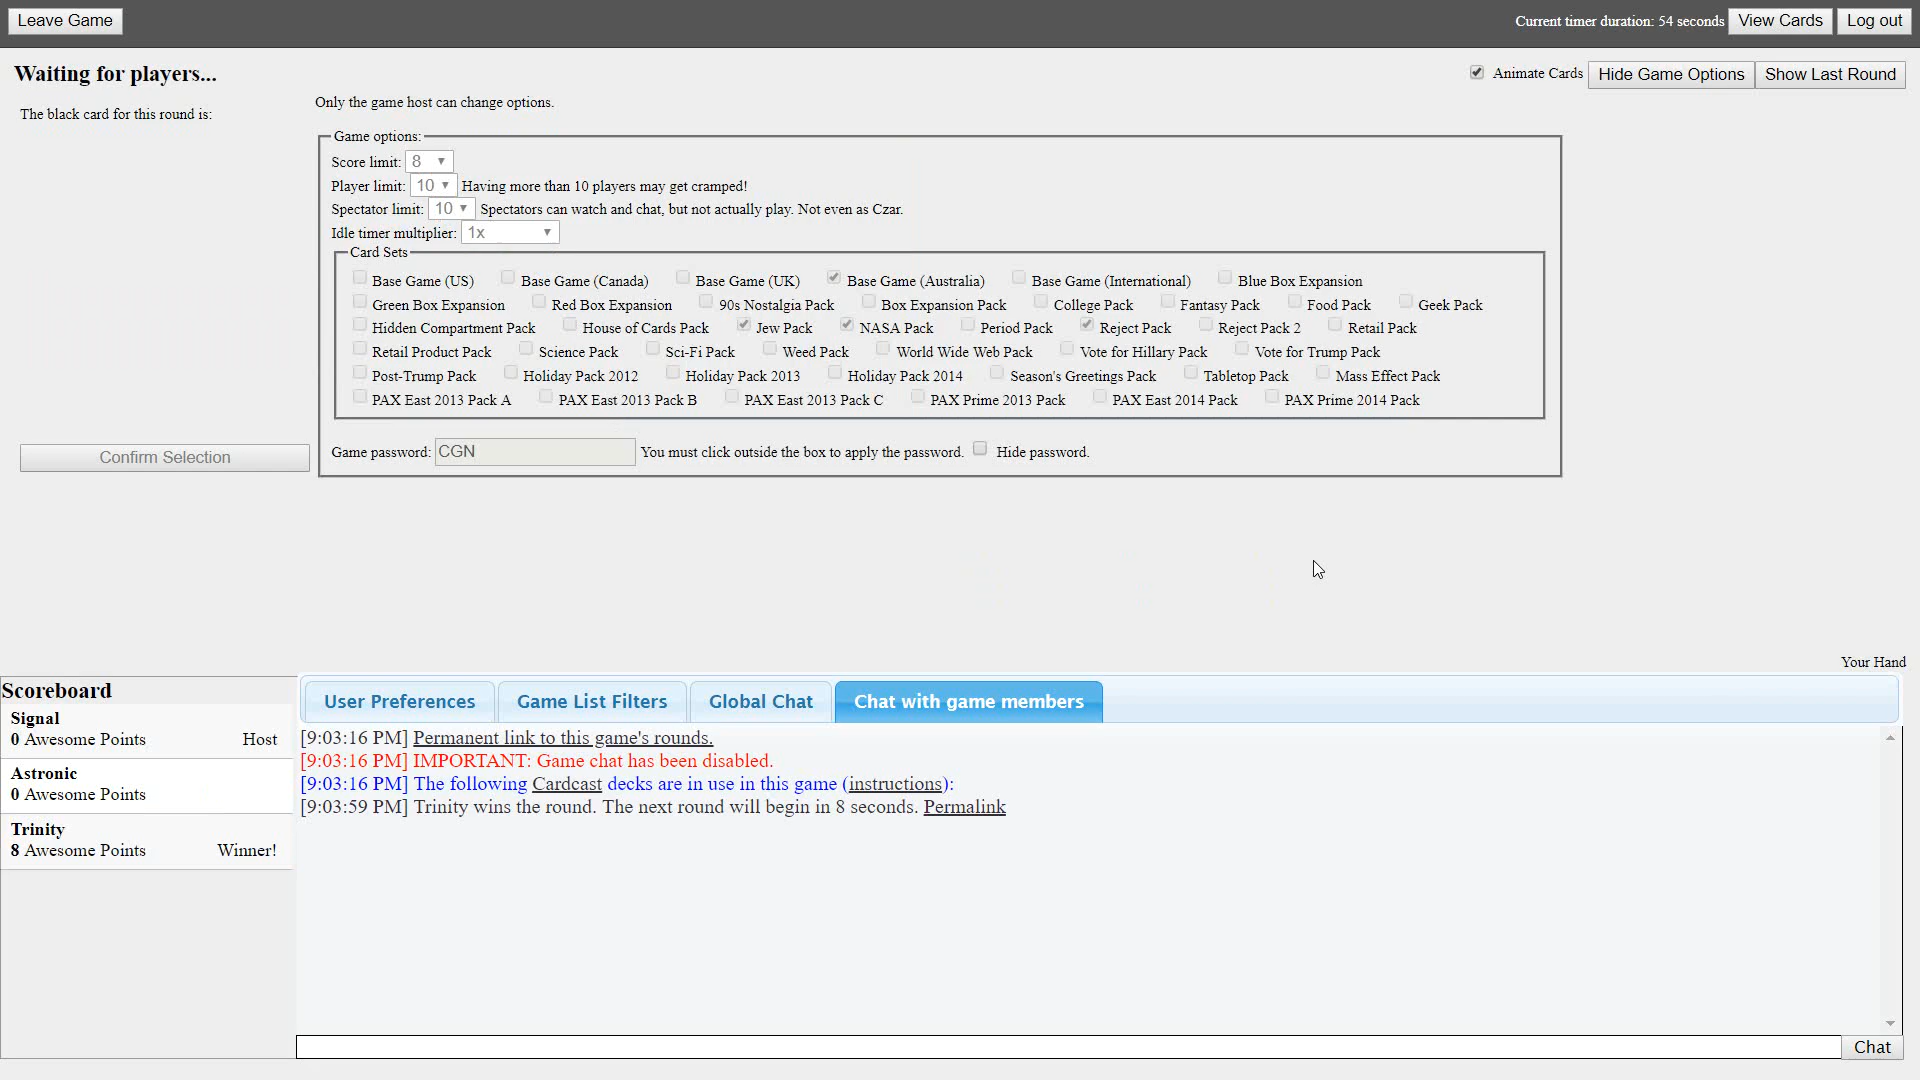 Leave Game
Current timer duration: 54 seconds View Cards Log out
Waiting for players...
Animate Cards Hide Game Options Show Last Round
Only the game host can change options.
The black card for this round is:
Game options:
Score limit: 8
Player limit: 10 Having more than 10 players may get cramped!
Spectator limit: 10 Spectators can watch and chat, but not actually play. Not even as Czar.
Idle timer multiplier: 1x
Card Sets
Base Game (US) Base Game (Canada) Base Game (UK) Base Game (Australia) Base Game (International) Blue Box Expansion
Green Box Expansion Red Box Expansion 90s Nostalgia Pack Box Expansion Pack College Pack Fantasy Pack Food Pack Geek Pack
Hidden Compartment Pack House of Cards Pack Jew Pack NASA Pack Period Pack Reject Pack Reject Pack 2 Retail Pack
Retail Product Pack Science Pack Sci-Fi Pack Weed Pack World Wide Web Pack Vote for Hillary Pack Vote for Trump Pack
Post-Trump Pack Holiday Pack 2012 Holiday Pack 2013 Holiday Pack 2014 Season's Greetings Pack Tabletop Pack Mass Effect Pack
PAX East 2013 Pack A PAX East 2013 Pack B PAX East 2013 Pack C PAX Prime 2013 Pack PAX East 2014 Pack PAX Prime 2014 Pack
Game password: CGN You must click outside the box to apply the password. Hide password.
Confirm Selection
Your Hand
Scoreboard
Signal
0 Awesome Points Host
Astronic
0 Awesome Points
Trinity
8 Awesome Points Winner!
User Preferences Game List Filters Global Chat Chat with game members
[9:03:16 PM] Permanent link to this game's rounds.
[9:03:16 PM] IMPORTANT: Game chat has been disabled.
[9:03:16 PM] The following Cardcast decks are in use in this game (instructions):
[9:03:59 PM] Trinity wins the round. The next round will begin in 8 seconds. Permalink
Chat